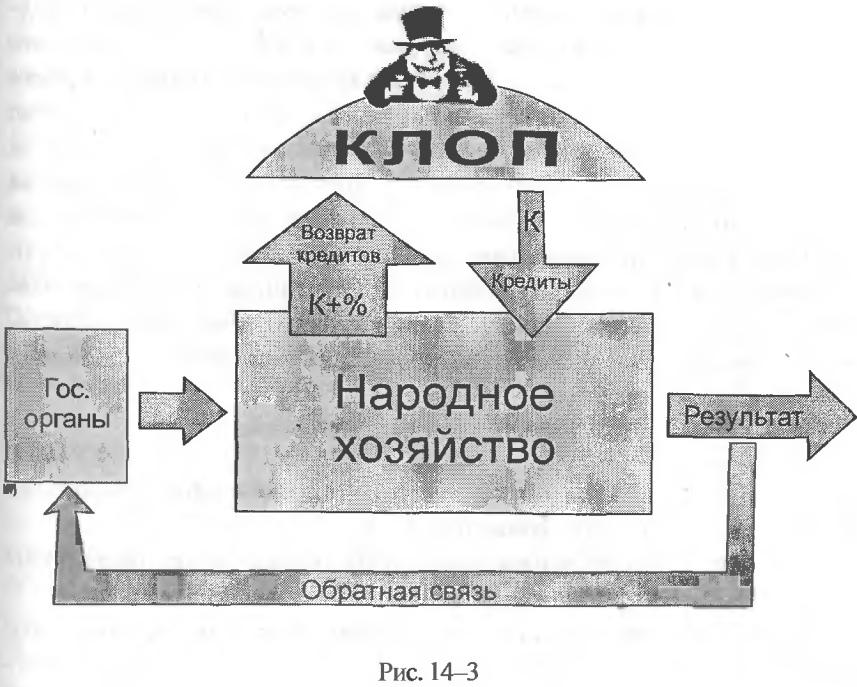 КЛОП
Возврат
кредитов
К+%
К
Кредиты
Гос.
органы
Народное
хозяйство
Результат
Обратная связь
Рис. 14–3